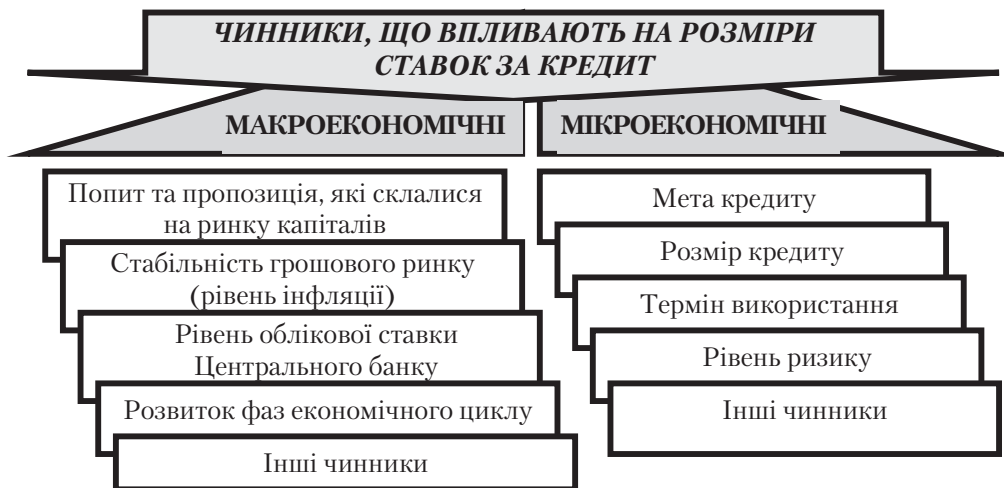 ЧИННИКИ, ЩО ВПЛИВАЮТЬ НА РОЗМІРИ
СТАВОК ЗА КРЕДИТ
МАКРОЕКОНОМІЧНІ
Попит та пропозиція, які склалися
на ринку капіталів
Стабільність грошового ринку
(рівень інфляції)
Рівень облікової ставки
Центрального банку
Розвиток фаз економічного циклу
Інші чинники
МІКРОЕКОНОМІЧНІ
Мета кредиту
Розмір кредиту
Термін використання
Рівень ризику
Інші чинники